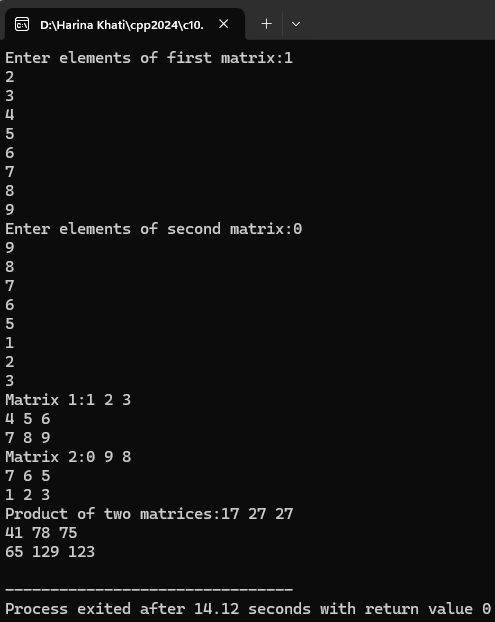 D:\Harina Khati\cpp2024\c10.
Enter elements of first matrix:1
2
3
4
5
6
7
8
9
Enter elements of second matrix:0
9
8
7
6
5
1
2
3
Matrix 1:1 2 3
4 5 6
7 8 9
Matrix 2:0 9 8
7 6 5
1 2 3
Product of two matrices:17 27 27
41 78 75
65 129 123
--------------------------------
Process exited after 14.12 seconds with return value 0